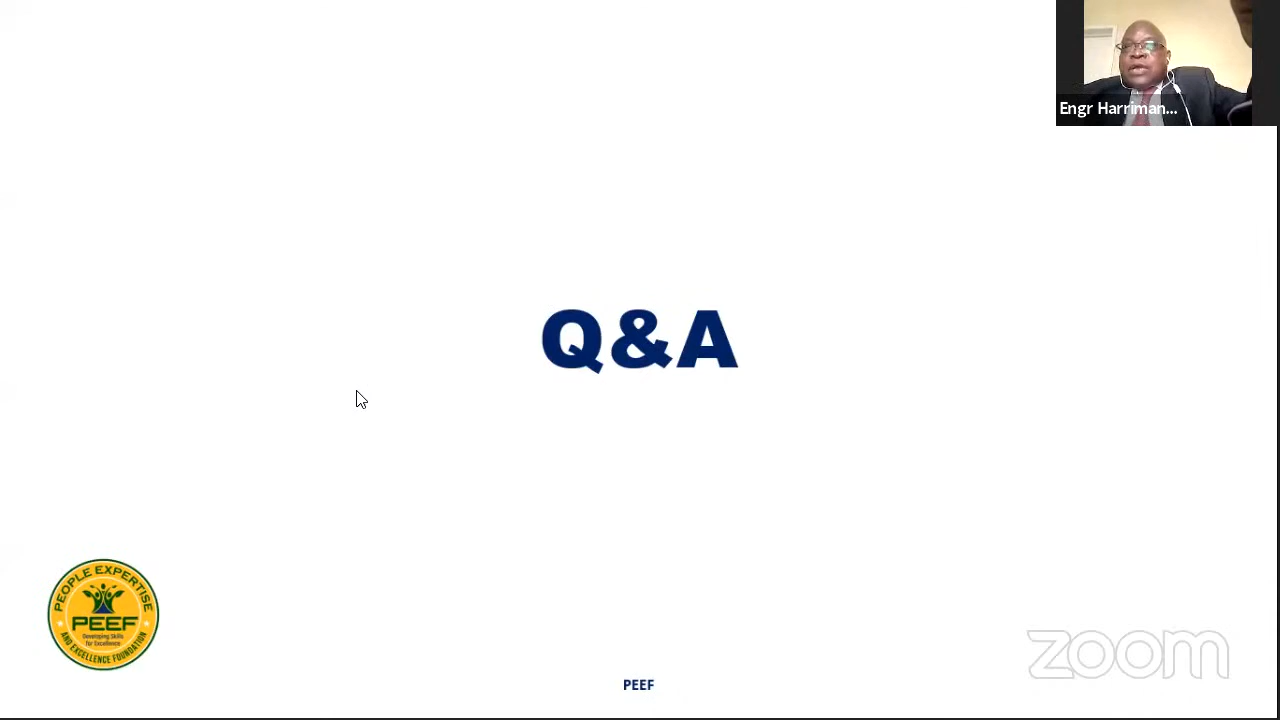 Engr Harriman...
Q&A
PEOPLE EXPERTISE
PEEF
Developing Skills
for Excellence
AND EXCELLENCE FOUNDATION
zoom
PEEF